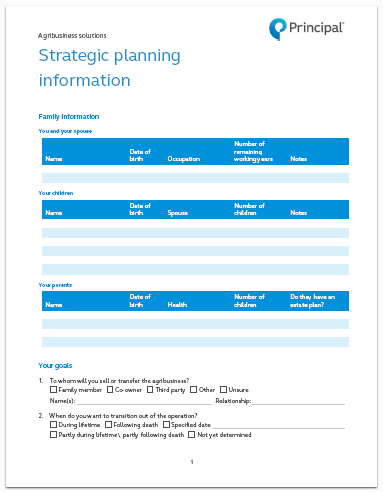 Principal®
Agribusiness solutions
Strategic planning
information
Family information
You and your spouse
Name Date of birth Occupation Number of remaining working years Notes
Your children
Name Date of birth Spouse Number of children Notes
Your parents
Name Date of birth Health Number of children Do they have an estate plan?
Your goals
1. To whom will you sell or transfer the agribusiness?
Family member Co-owner Third party Other Unsure
Name(s): Relationship:
2. When do you want to transition out of the operation?
During lifetime Following death Specified date
Partly during lifetime\ partly following death Not yet determined
1